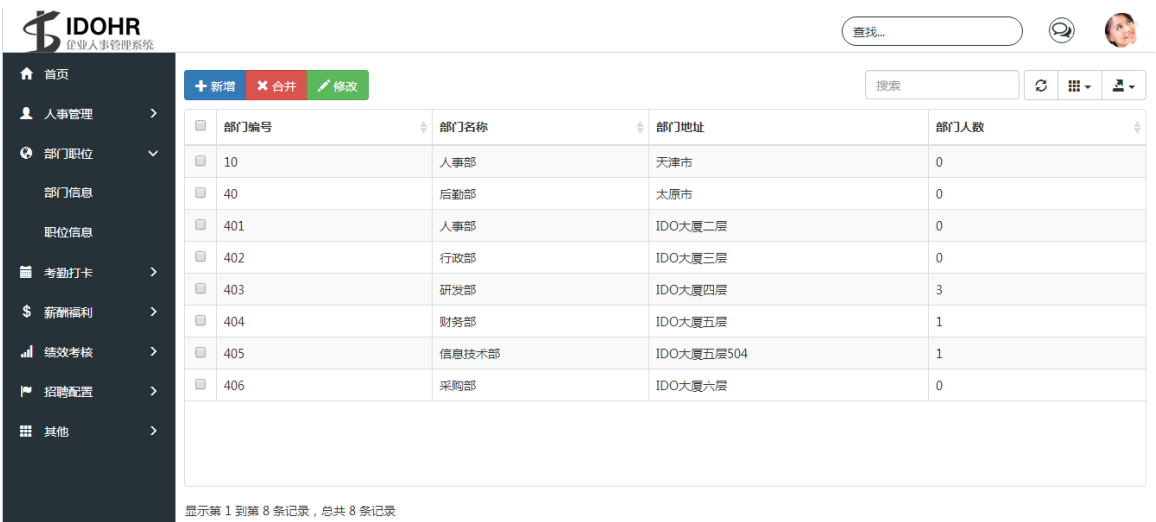 IDOHR
企业人事管理系统
查找...
首页
人事管理
部门职位
部门信息
职位信息
考勤打卡
薪酬福利
绩效考核
招聘配置
其他
新增 合并 修改
搜索
部门编号 部门名称 部门地址 部门人数
10 人事部 天津市 0
40 后勤部 太原市 0
401 人事部 IDO大厦二层 0
402 行政部 IDO大厦三层 0
403 研发部 IDO大厦四层 3
404 财务部 IDO大厦五层 1
405 信息技术部 IDO大厦五层504 1
406 采购部 IDO大厦六层 0
显示第 1 到第 8 条记录，总共 8 条记录